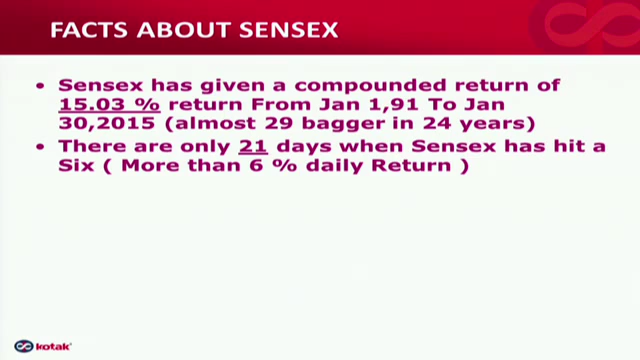 FACTS ABOUT SENSEX
• Sensex has given a compounded return of
15.03 % return From Jan 1,91 To Jan
30,2015 (almost 29 bagger in 24 years)
• There are only 21 days when Sensex has hit a
Six ( More than 6 % daily Return )
kotak